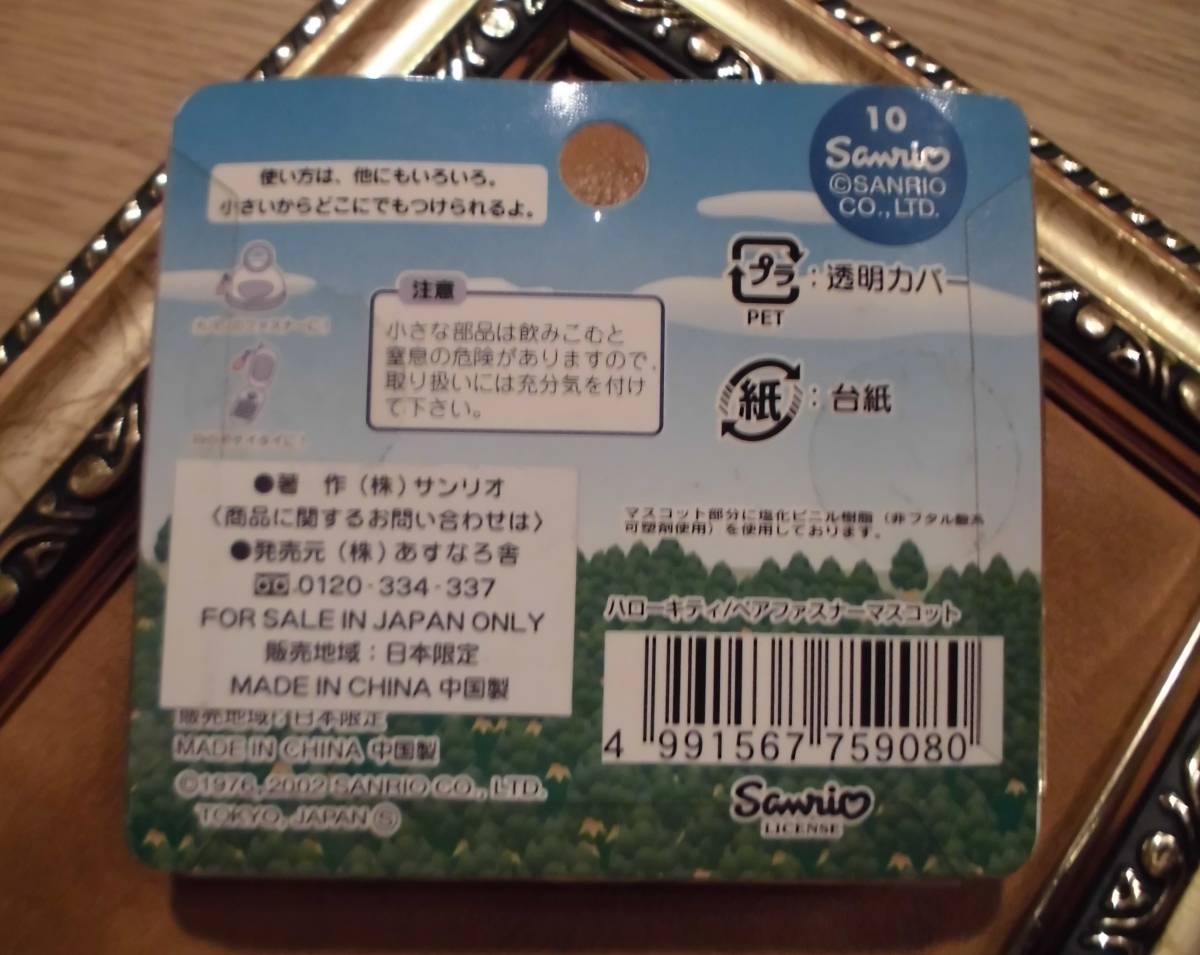 使い方は、他にもいろいろ。
小さいからどこにでもつけられるよ。
10
Sanrio
©SANRIO
CO.,LTD.
注意
小さな部品は飲みこむと
窒息の危険がありますので、
取り扱いには充分気を付け
て下さい。
プラ:透明カバー
PET
紙:台紙
●著 作(株)サンリオ
〈商品に関するお問い合わせは〉
●発売元(株)あすなろ舎
0120-334-337
FOR SALE IN JAPAN ONLY
販売地域:日本限定
MADE IN CHINA 中国製
販売地域:日本限定
MADE IN CHINA 中国製
©1976, 2002 SANRIO CO., LTD.
TOKYO, JAPAN Ⓢ
マスコット部分に塩化ビニル樹脂(非フタル酸系
可塑剤使用)を使用しております。
ハローキティ/ペアファスナーマスコット
4 991567 759080
Sanrio
LICENSE